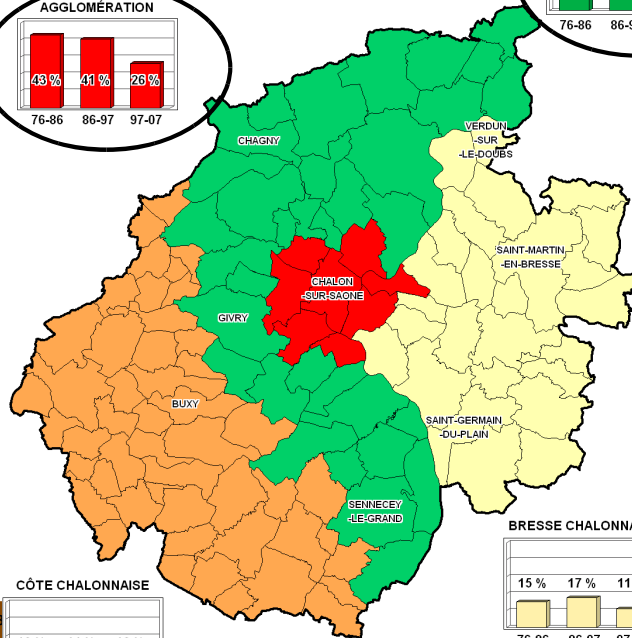 AGGLOMÉRATION
43 %
41 %
26 %
76-86
86-97
97-07
76-86
CHAGNY
VERDUN
-SUR
-LE-DOUBS
SAINT-MARTIN
-EN-BRESSE
CHALON
-SUR-SAONE
GIVRY
BUXY
SAINT-GERMAIN
-DU-PLAIN
SENNECEY
-LE-GRAND
BRESSE
15 %
17 %
CÔTE CHALONNAISE